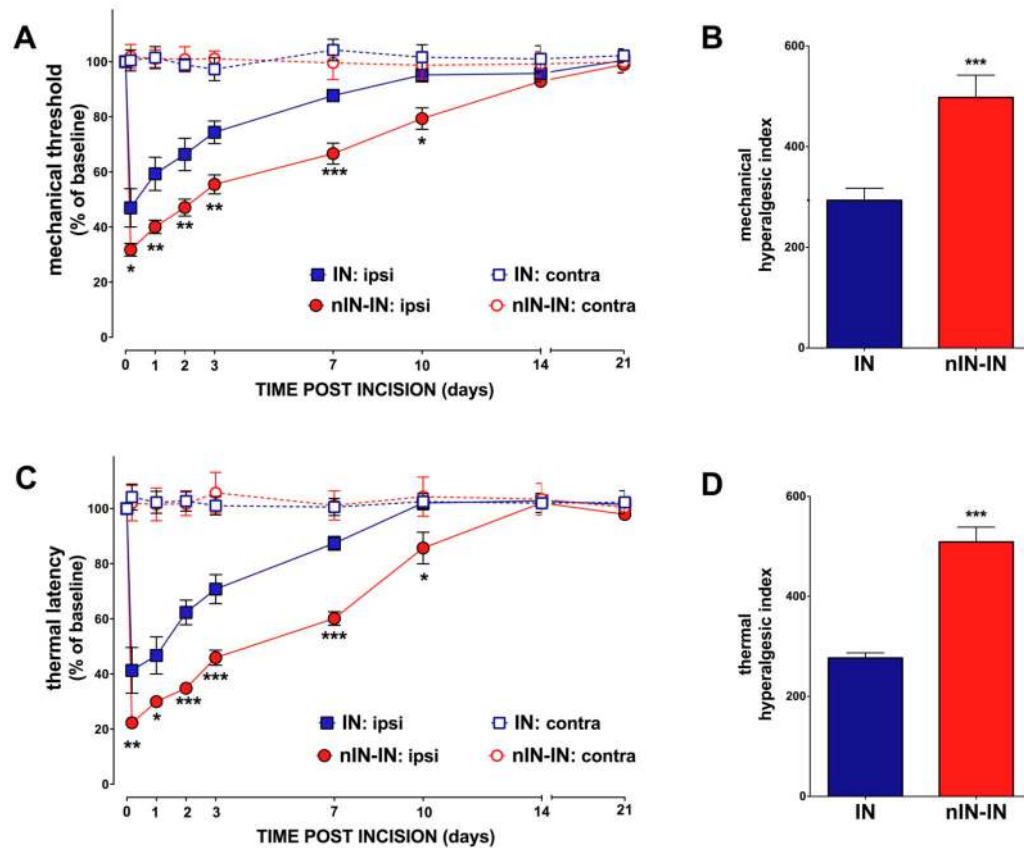 A
mechanical threshold
(% of baseline)
100
80
60
40
20
0
*
**
**
**
***
*
IN: ipsi
IN: contra
nIN-IN: ipsi
nIN-IN: contra
0 1 2 3 7 10 14 21
TIME POST INCISION (days)
B
mechanical
hyperalgesic index
600
400
200
0
***
IN nIN-IN
C
thermal latency
(% of baseline)
100
80
60
40
20
0
**
*
***
***
***
*
IN: ipsi
IN: contra
nIN-IN: ipsi
nIN-IN: contra
0 1 2 3 7 10 14 21
TIME POST INCISION (days)
D
thermal
hyperalgesic index
600
400
200
0
***
IN nIN-IN